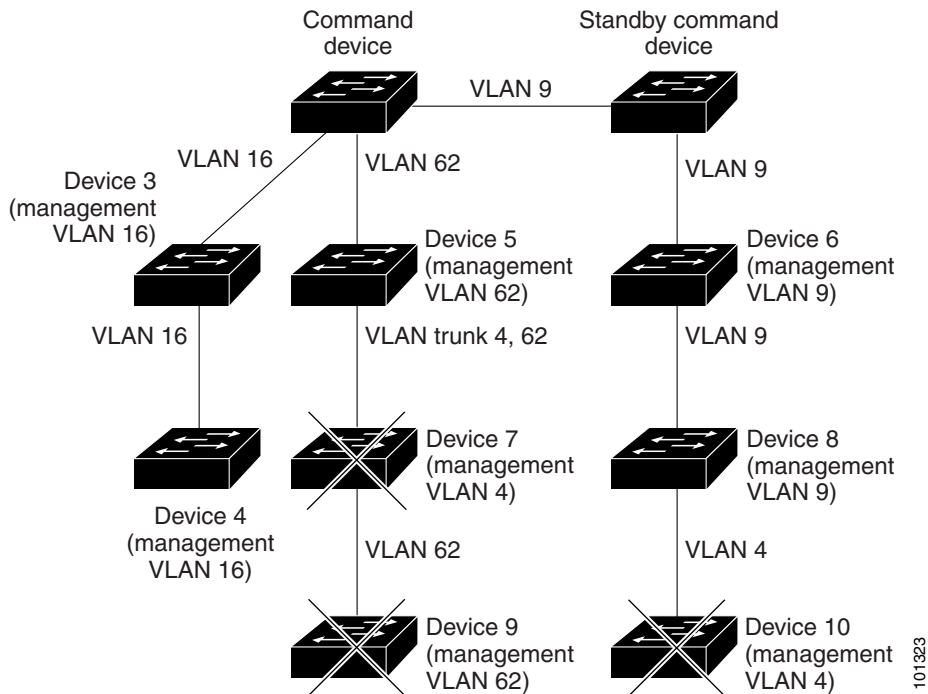 Command
device
Standby command
device
VLAN 9
VLAN 16
VLAN 62
VLAN 9
Device 3
(management
VLAN 16)
Device 5
(management
VLAN 62)
Device 6
(management
VLAN 9)
VLAN 16
VLAN trunk 4, 62
VLAN 9
Device 4
(management
VLAN 16)
Device 7
(management
VLAN 4)
Device 8
(management
VLAN 9)
VLAN 62
VLAN 4
Device 9
(management
VLAN 62)
Device 10
(management
VLAN 4)
101323